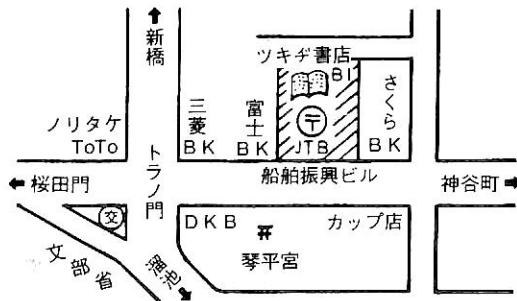 新橋
ツキヂ書店
B1
三菱
BK
富士
BK
〒
JTB
さくら
BK
ノリタケ
ToTo
トラノ門
船舶振興ビル
桜田門
神谷町
交
DKB
カップ店
琴平宮
文部省
溜池